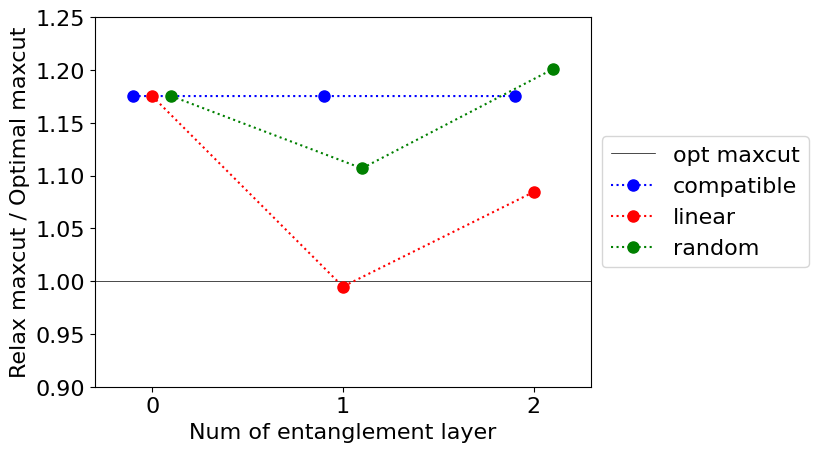 Relax maxcut / Optimal maxcut
1.25
1.20
1.15
1.10
1.05
1.00
0.95
0.90
0 1 2
Num of entanglement layer
opt maxcut
compatible
linear
random